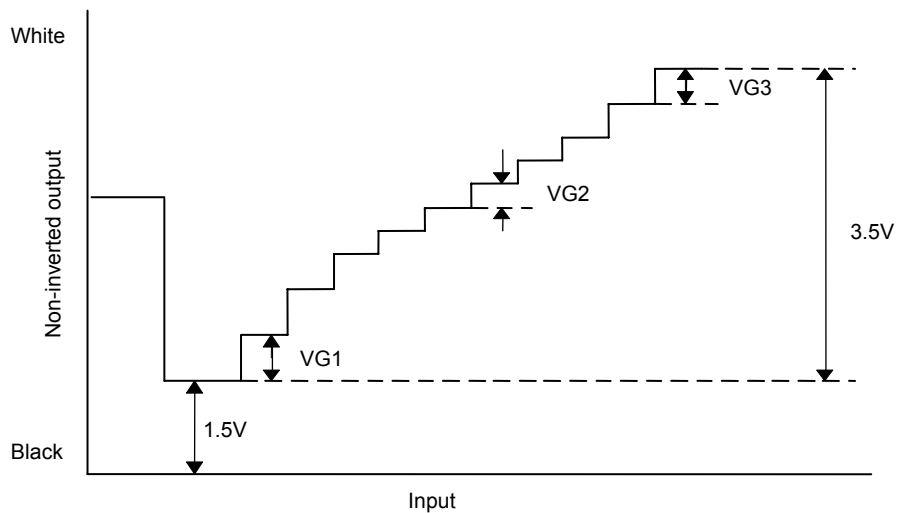 White
VG3
VG2
Non-inverted output
3.5V
VG1
1.5V
Black
Input